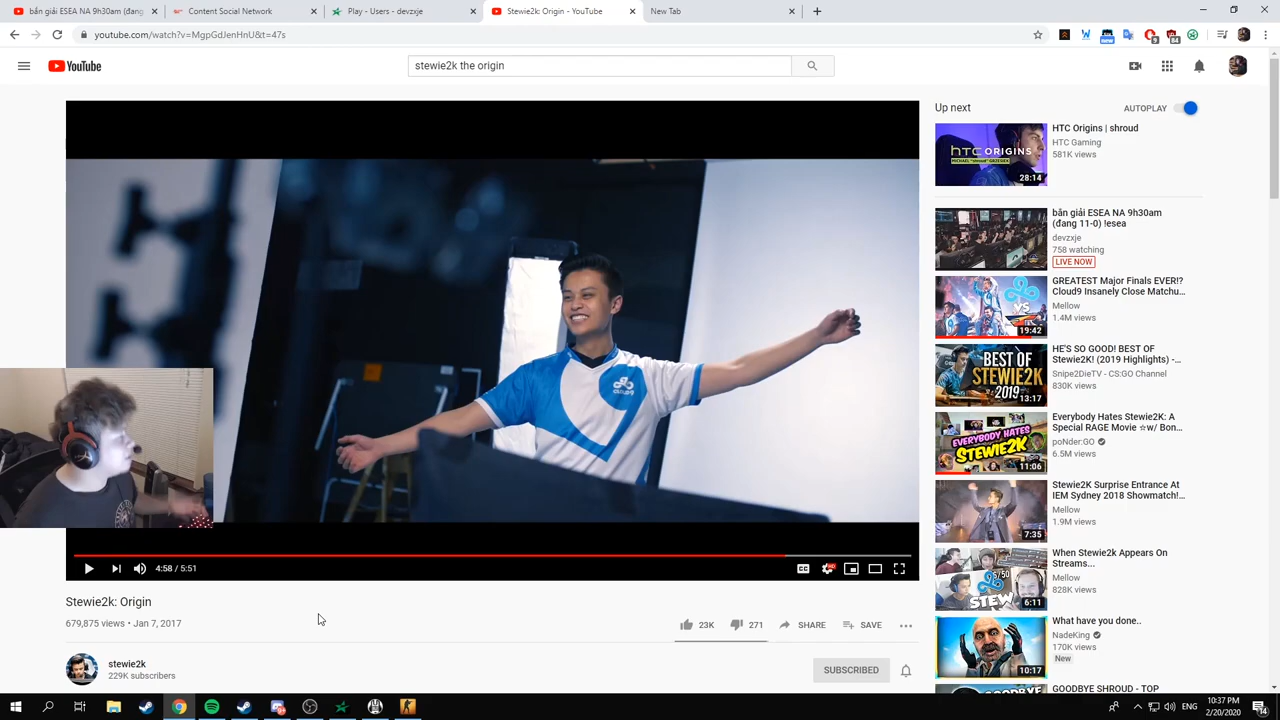 bắn giải ESEA NA 9h30am (đang
Content Social Network
Play - Users - devzxje
Stewie2k: Origin - YouTube
New Tab
youtube.com/watch?v=MgpGdJenHnU&t=47s
YouTube
stewie2k the origin
Up next
AUTOPLAY
HTC ORIGINS
28:14
HTC Origins | shroud
HTC Gaming
581K views
bắn giải ESEA NA 9h30am
(đang 11-0) !esea
devzxje
758 watching
LIVE NOW
VS
19:42
GREATEST Major Finals EVER!?
Cloud9 Insanely Close Matchu...
Mellow
1.4M views
BEST OF
STEWIE2K
2019
13:17
HE'S SO GOOD! BEST OF
Stewie2K! (2019 Highlights) -...
Snipe2DieTV - CS:GO Channel
830K views
EVERYBODY HATES
STEWIE2K
11:06
Everybody Hates Stewie2K: A
Special RAGE Movie ☆w/ Bon...
poNder:GO
6.5M views
7:35
Stewie2K Surprise Entrance At
IEM Sydney 2018 Showmatch!...
Mellow
1.9M views
STEW
6:11
When Stewie2k Appears On
Streams...
Mellow
828K views
10:17
What have you done..
NadeKing
170K views
New
GOODBYE SHROUD - TOP
CLOUD9
4:58 / 5:51
Stewie2k: Origin
679,875 views • Jan 7, 2017
23K
271
SHARE
SAVE
stewie2k
229K subscribers
SUBSCRIBED
ENG
10:37 PM
2/20/2020
14